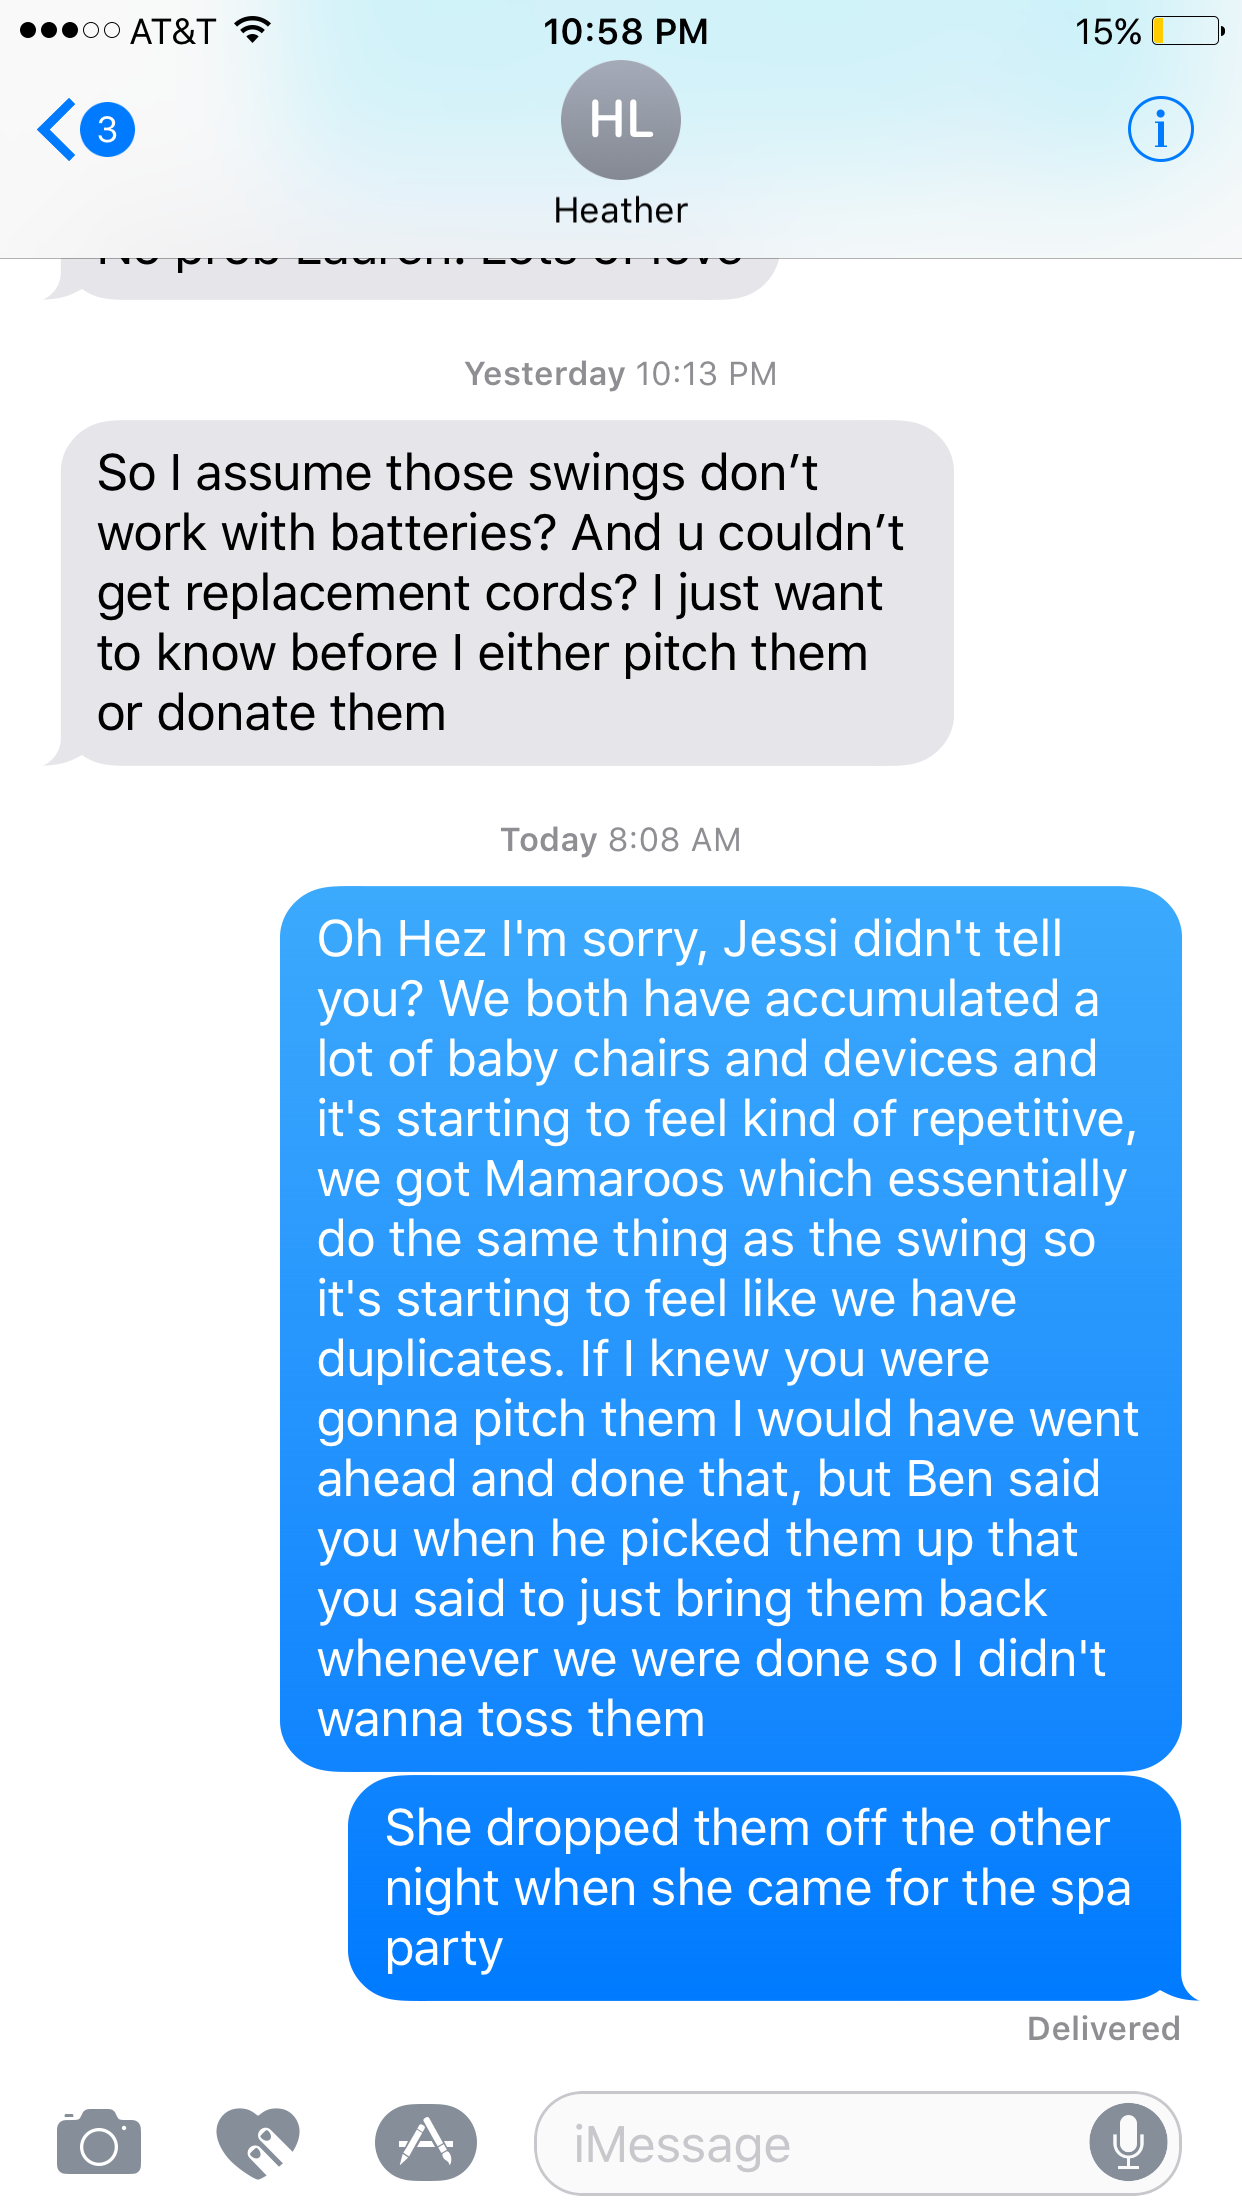 AT&T 10:58 PM 15%
3
HL
i
Heather
No prob Lauren! Lots of love
Yesterday 10:13 PM
So I assume those swings don’t
work with batteries? And u couldn’t
get replacement cords? I just want
to know before I either pitch them
or donate them
Today 8:08 AM
Oh Hez I'm sorry, Jessi didn't tell
you? We both have accumulated a
lot of baby chairs and devices and
it's starting to feel kind of repetitive,
we got Mamaroos which essentially
do the same thing as the swing so
it's starting to feel like we have
duplicates. If I knew you were
gonna pitch them I would have went
ahead and done that, but Ben said
you when he picked them up that
you said to just bring them back
whenever we were done so I didn't
wanna toss them
She dropped them off the other
night when she came for the spa
party
Delivered
iMessage